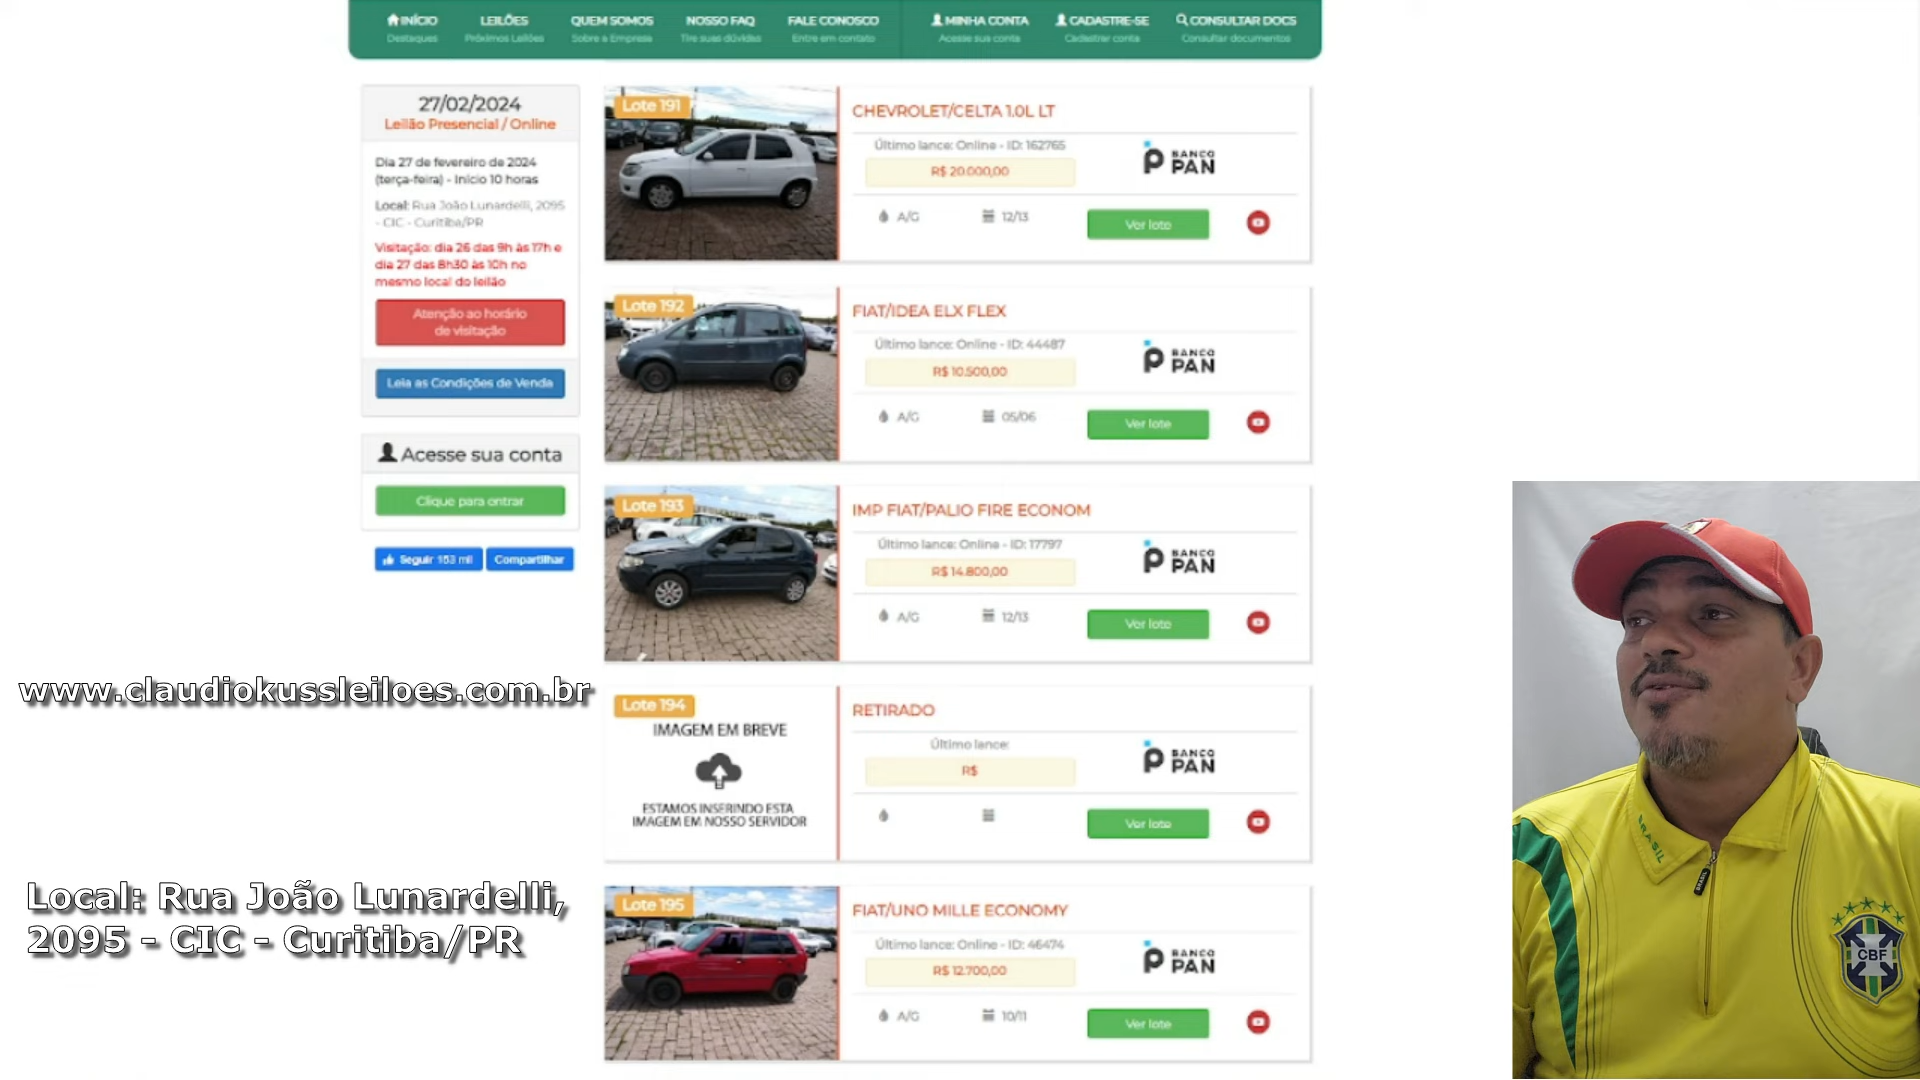 INÍCIO
Destaques
LEILÕES
Próximos Leilões
QUEM SOMOS
Sobre a Empresa
NOSSO FAQ
Tire suas dúvidas
FALE CONOSCO
Entre em contato
MINHA CONTA
Acesse sua conta
CADASTRE-SE
Cadastrar conta
CONSULTAR DOCS
Consultar documentos
27/02/2024
Leilão Presencial / Online
Dia 27 de fevereiro de 2024
(terça-feira) - Início 10 horas
Local: Rua João Lunardelli, 2095
- CIC - Curitiba/PR
Visitação: dia 26 das 9h às 17h e
dia 27 das 8h30 às 10h no
mesmo local do leilão
Atenção ao horário
de visitação
Leia as Condições de Venda
Acesse sua conta
Clique para entrar
Seguir 153 mil
Compartilhar
Lote 191
CHEVROLET/CELTA 1.0L LT
Último lance: Online - ID: 162765
R$ 20.000,00
BANCO
PAN
A/G
12/13
Ver lote
Lote 192
FIAT/IDEA ELX FLEX
Último lance: Online - ID: 44487
R$ 10.500,00
BANCO
PAN
A/G
05/06
Ver lote
Lote 193
IMP FIAT/PALIO FIRE ECONOM
Último lance: Online - ID: 17797
R$ 14.800,00
BANCO
PAN
A/G
12/13
Ver lote
Lote 194
IMAGEM EM BREVE
ESTAMOS INSERINDO ESTA
IMAGEM EM NOSSO SERVIDOR
RETIRADO
Último lance:
R$
BANCO
PAN
Ver lote
Lote 195
FIAT/UNO MILLE ECONOMY
Último lance: Online - ID: 46474
R$ 12.700,00
BANCO
PAN
A/G
10/11
Ver lote
www.claudiokussleiloes.com.br
Local: Rua João Lunardelli,
2095 - CIC - Curitiba/PR
BRASIL
BRASIL
CBF